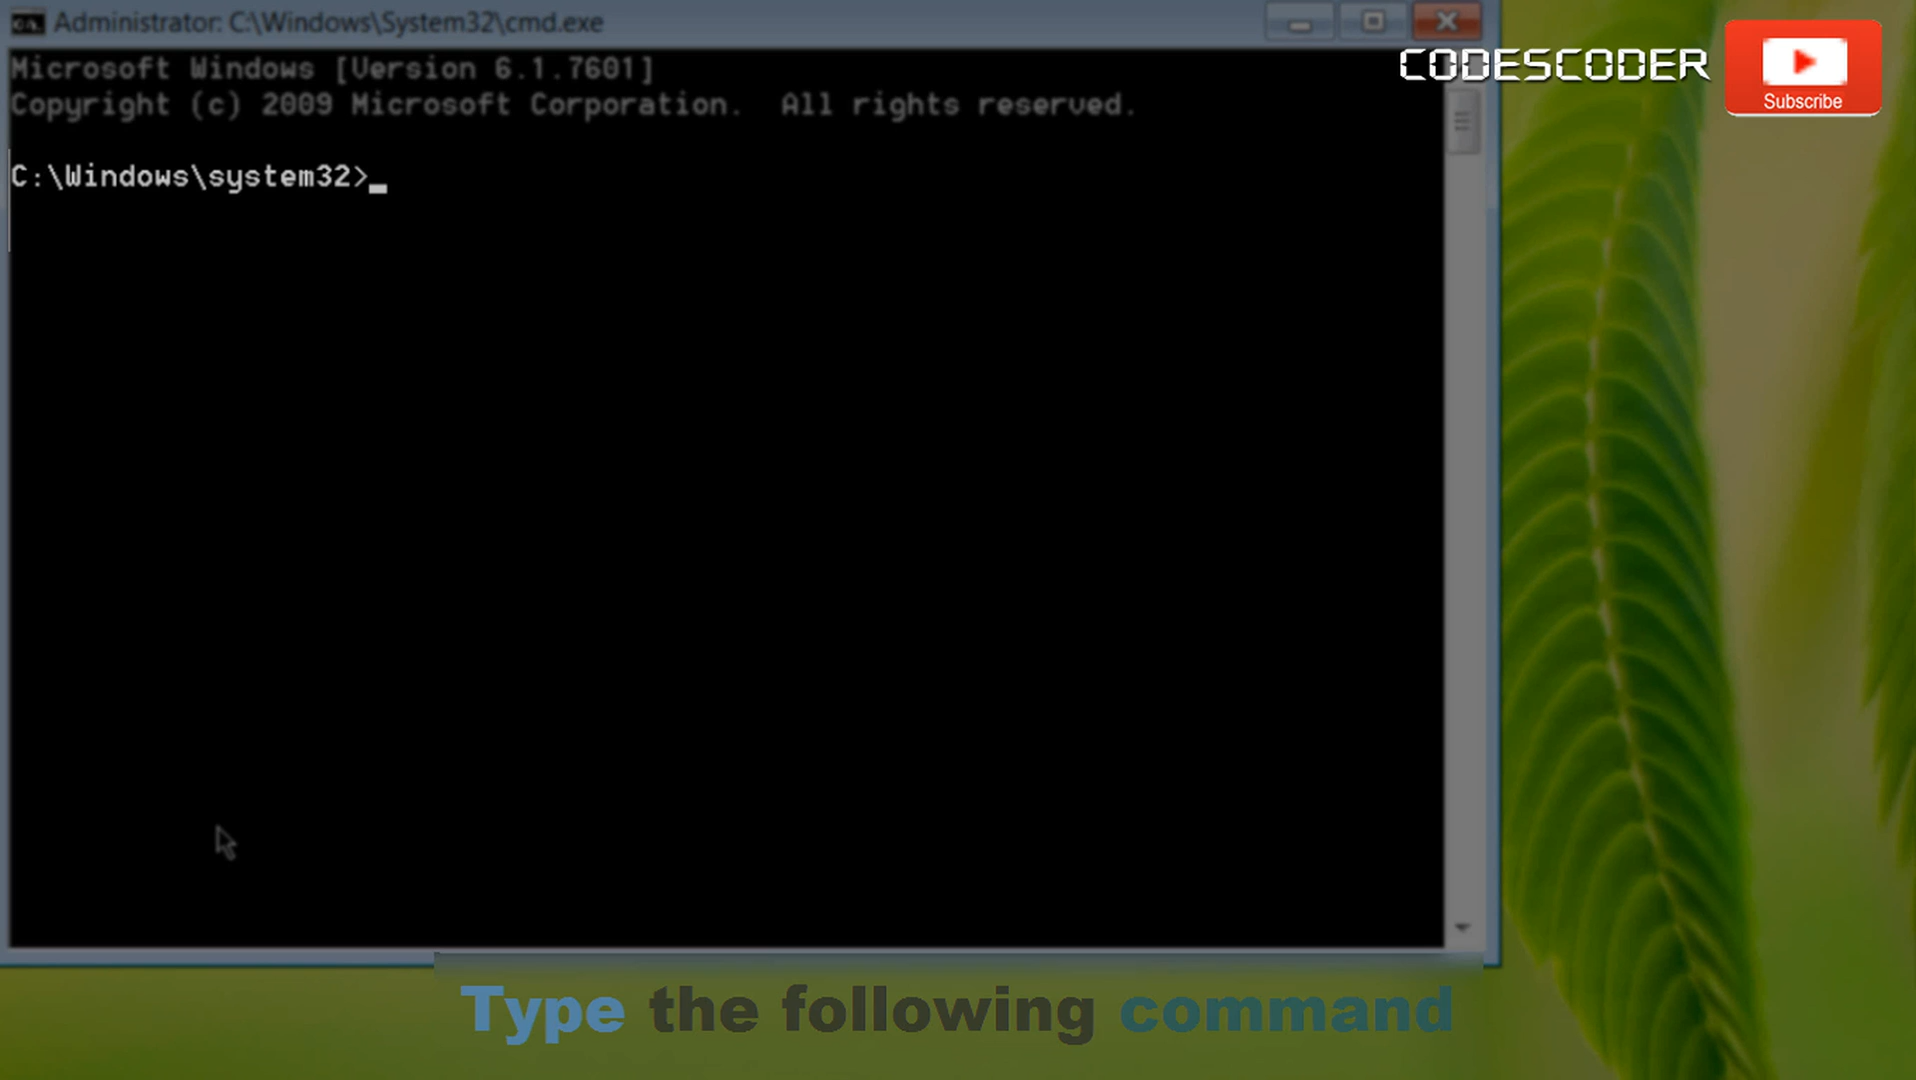 Administrator: C:\Windows\System32\cmd.exe
Microsoft Windows [Version 6.1.7601]
Copyright (c) 2009 Microsoft Corporation.  All rights reserved.
C:\Windows\system32>_
CODESCODER
Subscribe
Type the following command